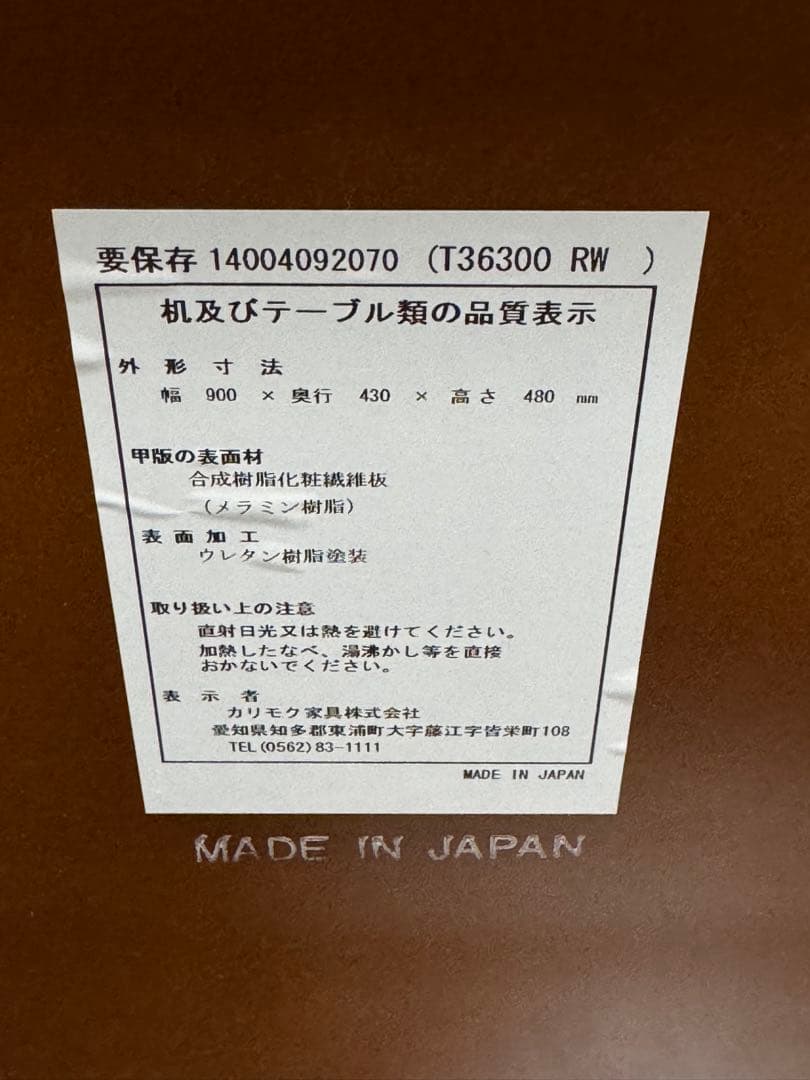 要保存 14004092070 (T36300 RW )
机及びテーブル類の品質表示
外形寸法
幅 900 × 奥行 430 × 高さ 480 mm
甲版の表面材
合成樹脂化粧繊維板
(メラミン樹脂)
表面加工
ウレタン樹脂塗装
取り扱い上の注意
直射日光又は熱を避けてください。
加熱したなべ、湯沸かし等を直接
おかないでください。
表示者
カリモク家具株式会社
愛知県知多郡東浦町大字藤江字皆栄町108
TEL(0562)83-1111
MADE IN JAPAN
MADE IN JAPAN